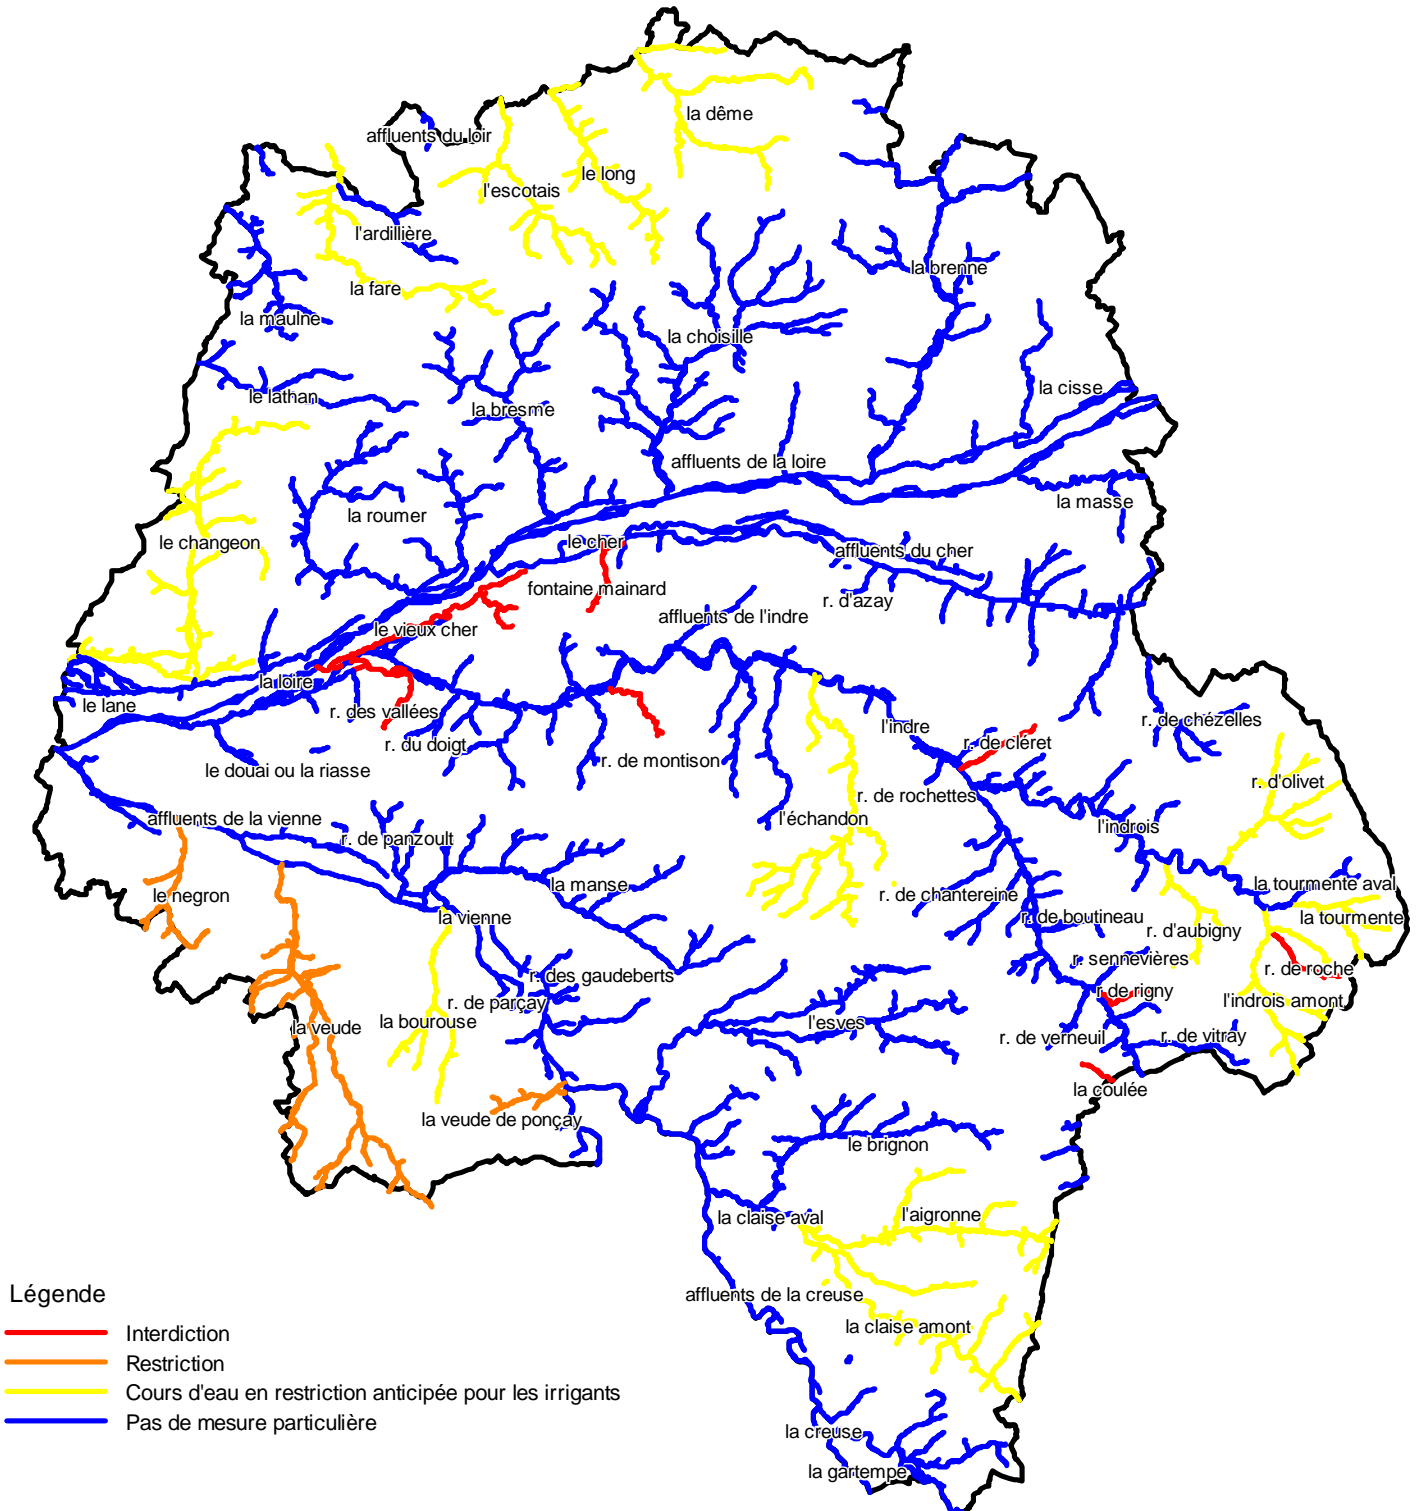 la dême
affluents du loir
le long
l'escotais
l'ardillière
la brenne
la fare
la maulne
la choisille
la cisse
le lathan
la bresme
affluents de la loire
la masse
la roumer
le changeon
le cher
affluents du cher
fontaine mainard
r. d'azay
affluents de l'indre
le vieux cher
la loire
le lane
r. des vallées
r. de chézelles
l'indre
r. du doigt
r. de cléret
r. de montison
le douai ou la riasse
r. d'olivet
r. de rochettes
affluents de la vienne
l'échandon
l'indrois
r. de panzoult
la manse
la tourmente aval
le negron
r. de chantereine
la vienne
r. de boutineau
la tourmente
r. d'aubigny
r. sennevières
r. de roche
r. des gaudeberts
r de rigny
r. de parçay
l'indrois amont
la bourouse
l'esves
la veude
r. de verneuil
r. de vitray
la coulée
la veude de ponçay
le brignon
la claise aval
l'aigronne
affluents de la creuse
la claise amont
la creuse
la gartempe
Légende
Interdiction
Restriction
Cours d'eau en restriction anticipée pour les irrigants
Pas de mesure particulière